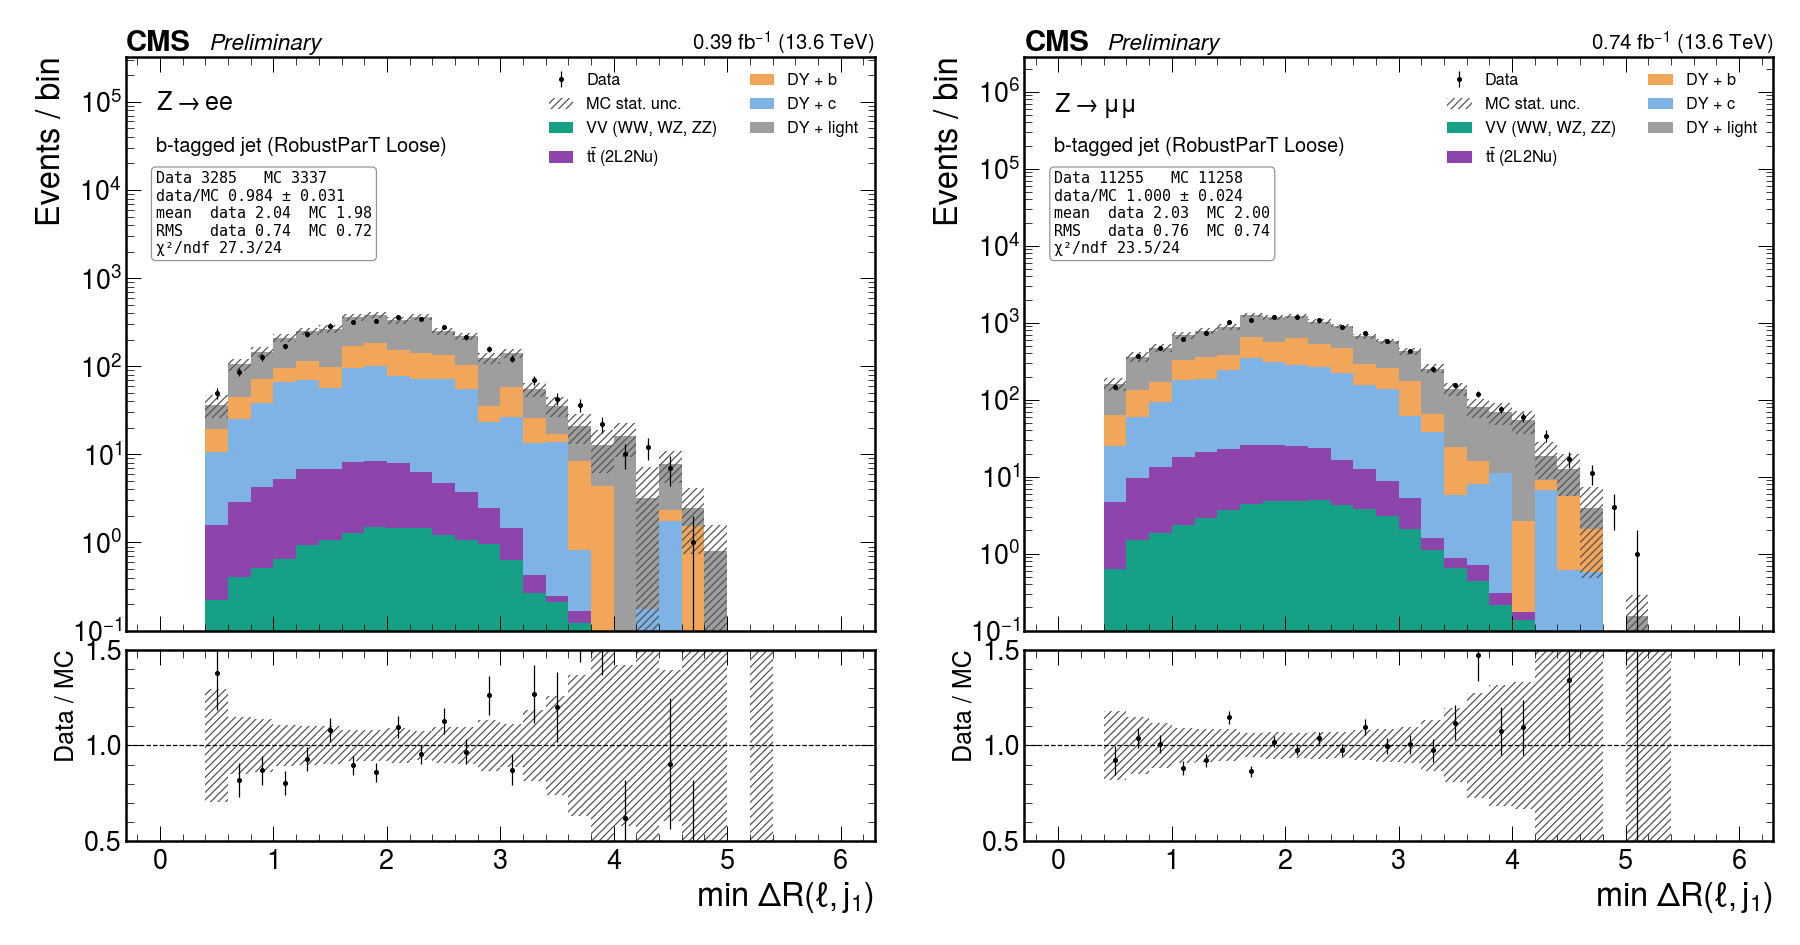 CMS Preliminary 0.39 fb⁻¹ (13.6 TeV)
Events / bin
Z → ee
b-tagged jet (RobustParT Loose)
Data 3285 MC 3337
data/MC 0.984 ± 0.031
mean data 2.04 MC 1.98
RMS data 0.74 MC 0.72
χ²/ndf 27.3/24
Data
MC stat. unc.
VV (WW, WZ, ZZ)
tt̄ (2L2Nu)
DY + b
DY + c
DY + light
10⁵
10⁴
10³
10²
10¹
10⁰
10⁻¹
Data / MC
1.5
1.0
0.5
0 1 2 3 4 5 6
min ΔR(ℓ, j₁)
CMS Preliminary 0.74 fb⁻¹ (13.6 TeV)
Events / bin
Z → μμ
b-tagged jet (RobustParT Loose)
Data 11255 MC 11258
data/MC 1.000 ± 0.024
mean data 2.03 MC 2.00
RMS data 0.76 MC 0.74
χ²/ndf 23.5/24
Data
MC stat. unc.
VV (WW, WZ, ZZ)
tt̄ (2L2Nu)
DY + b
DY + c
DY + light
10⁶
10⁵
10⁴
10³
10²
10¹
10⁰
10⁻¹
Data / MC
1.5
1.0
0.5
0 1 2 3 4 5 6
min ΔR(ℓ, j₁)